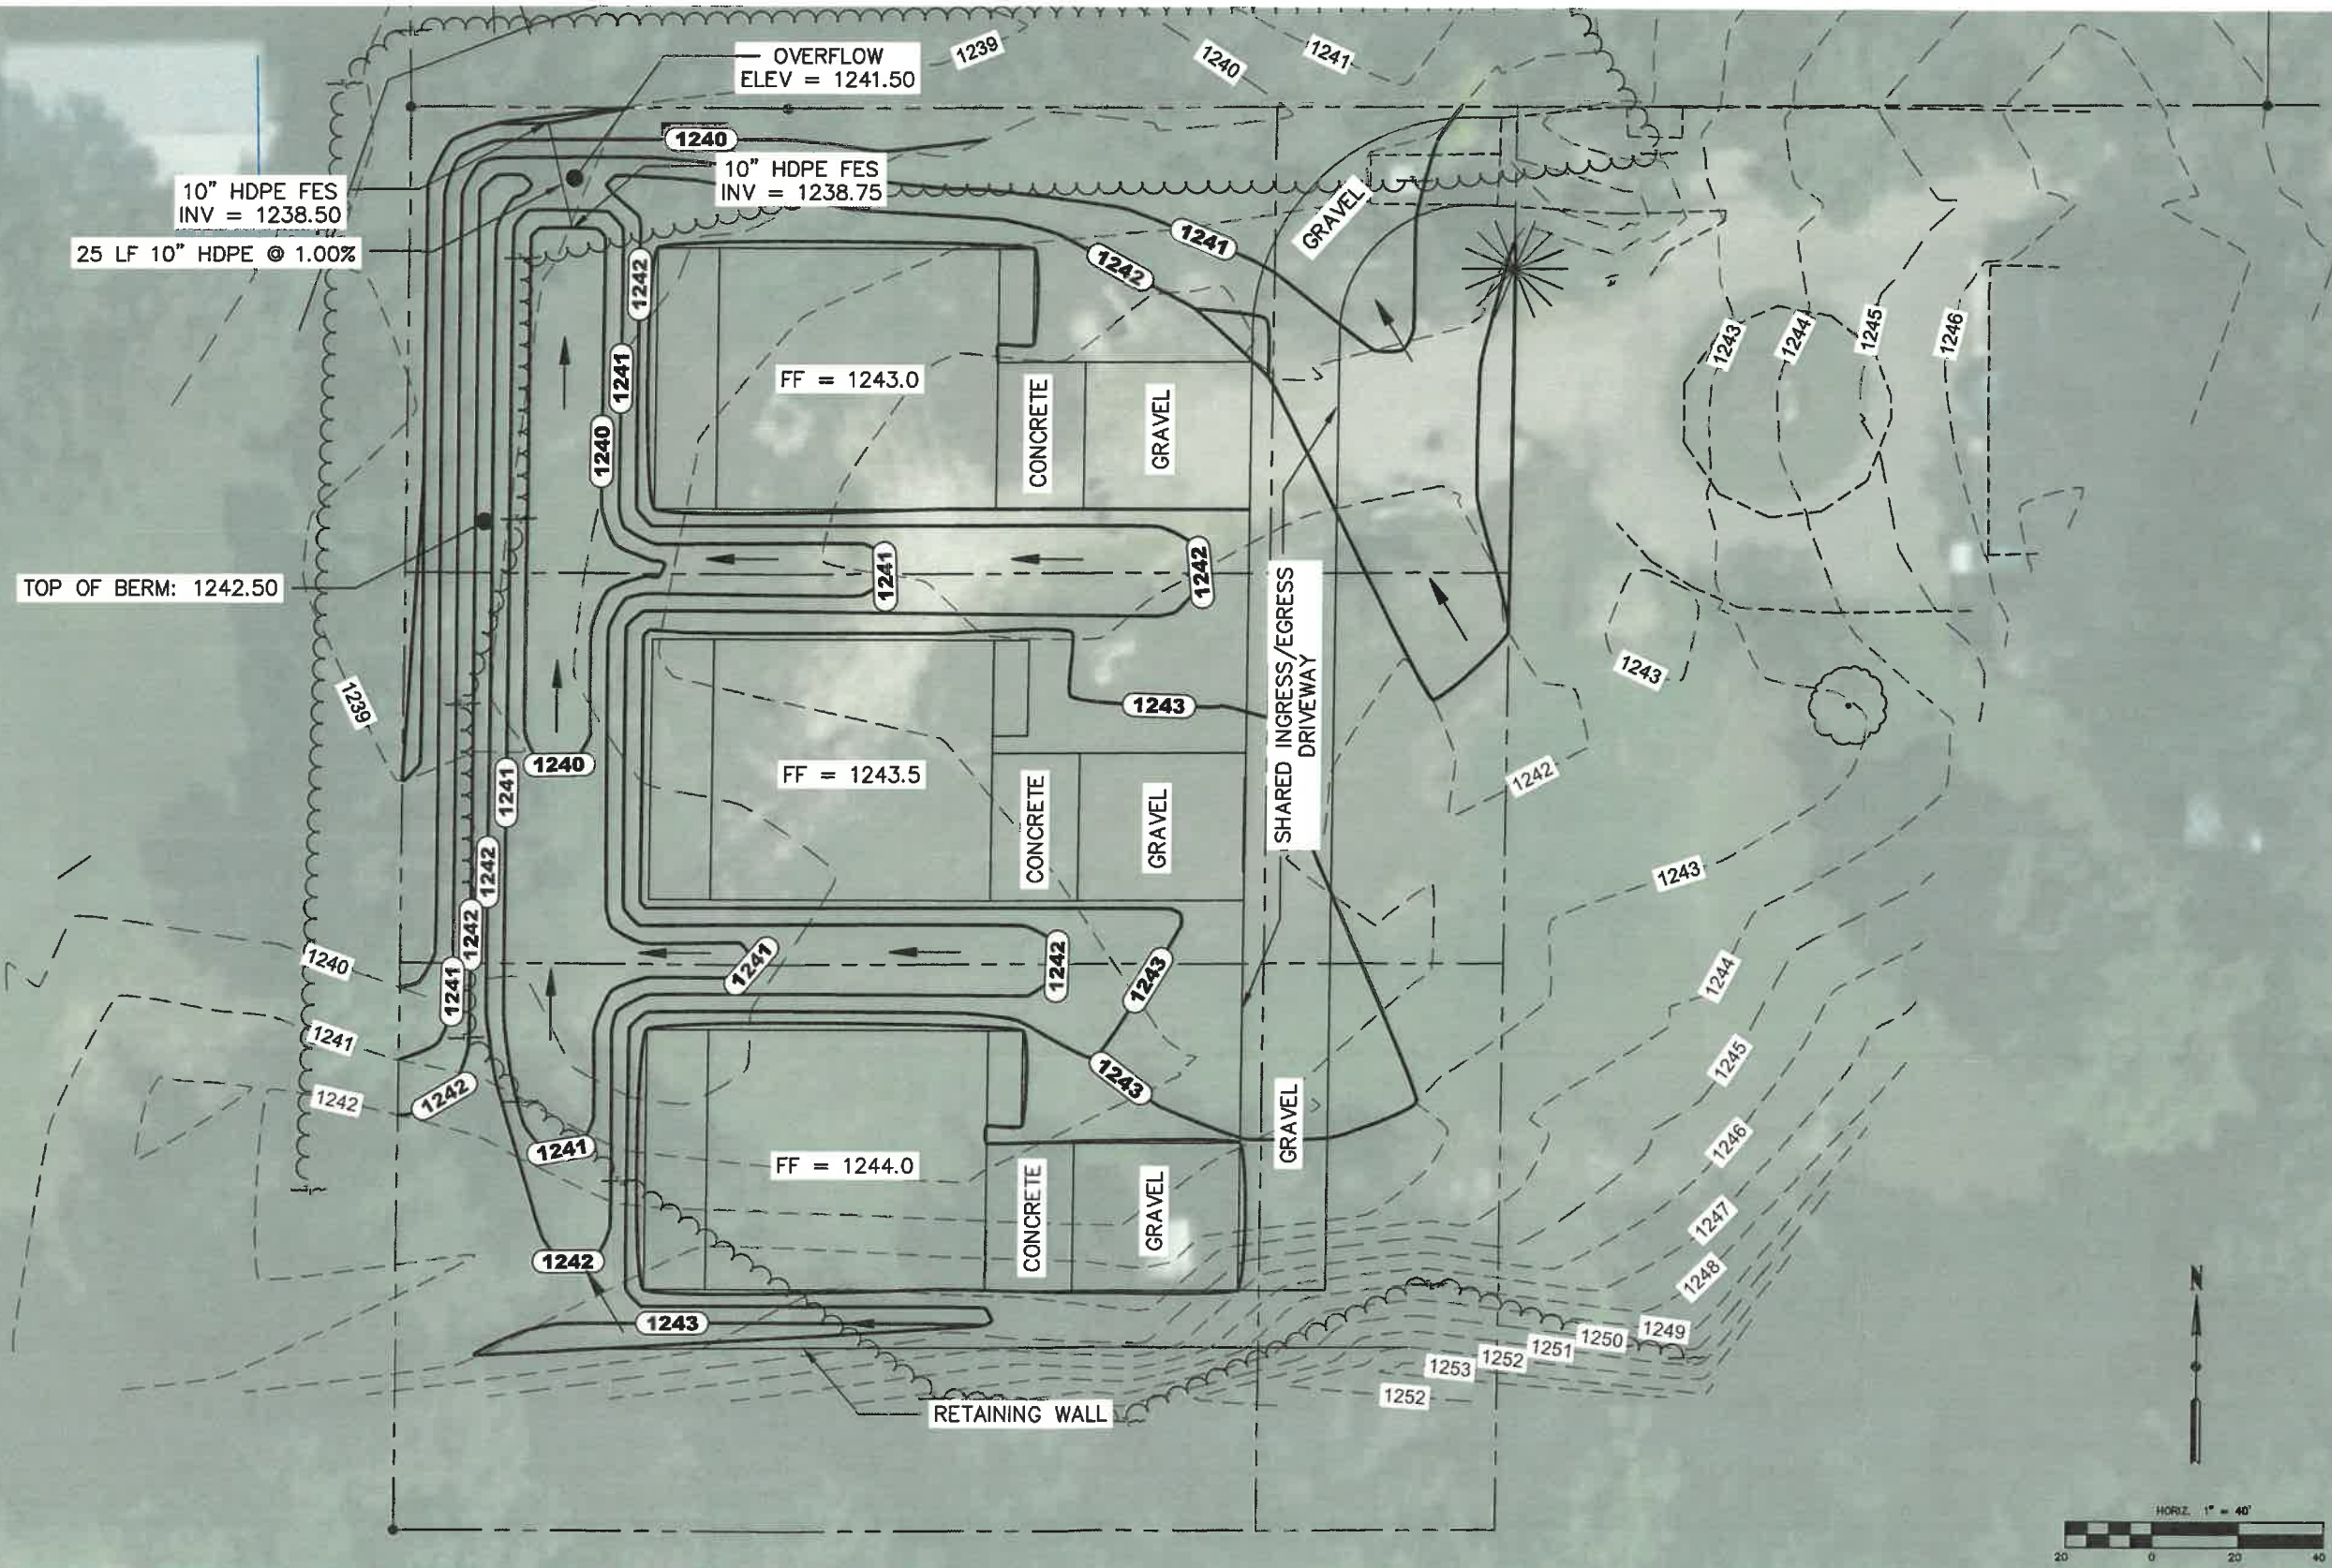 OVERFLOW
ELEV = 1241.50
1239
1240
1241
1240
10" HDPE FES
INV = 1238.75
10" HDPE FES
INV = 1238.50
25 LF 10" HDPE @ 1.00%
GRAVEL
1241
1242
1242
1241
1240
FF = 1243.0
CONCRETE
GRAVEL
1243
1244
1245
1246
TOP OF BERM: 1242.50
1241
1242
SHARED INGRESS/EGRESS
DRIVEWAY
1243
1239
1243
1240
1241
FF = 1243.5
CONCRETE
GRAVEL
1242
1242
1243
1242
1240
1241
1241
1242
1243
1244
1241
1242
1242
1245
1243
GRAVEL
1241
FF = 1244.0
CONCRETE
GRAVEL
1246
1247
1242
1248
1243
1249
1250
1251
1252
1253
1252
RETAINING WALL
N
HORIZ. 1" = 40'
20
0
20
40